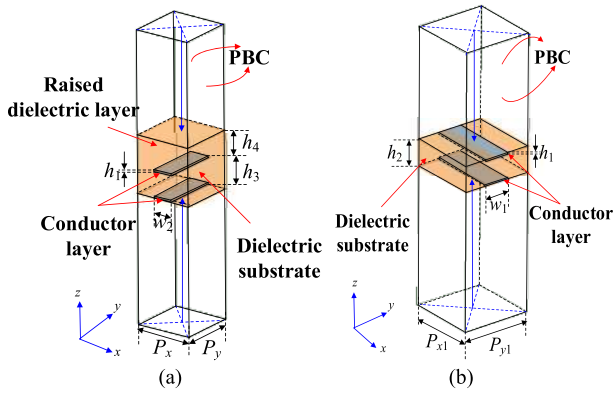 PBC
Raised
dielectric layer
h4
h1
h3
w2
Conductor
layer
Dielectric
substrate
z
y
x
Px
Py
(a)
PBC
h2
h1
w1
Dielectric
substrate
Conductor
layer
z
y
x
Px1
Py1
(b)